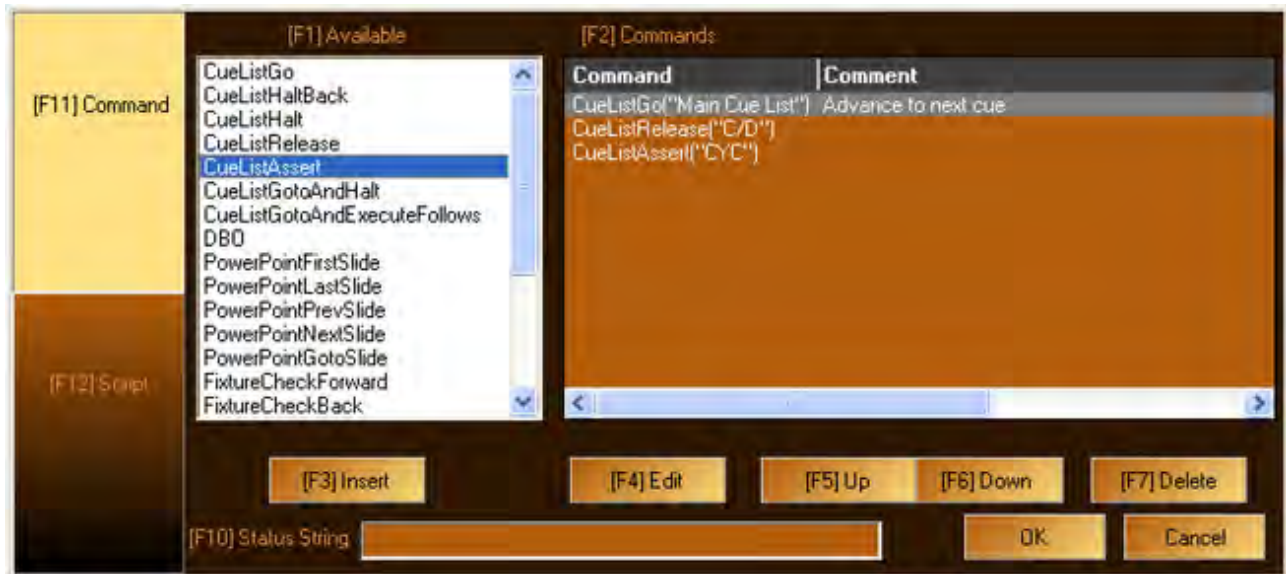 [F1] Available
[F2] Commands
[F11] Command
CueListGo
CueListHaltBack
CueListHalt
CueListRelease
CueListAssert
CueListGotoAndHalt
CueListGotoAndExecuteFollows
DBO
PowerPointFirstSlide
PowerPointLastSlide
PowerPointPrevSlide
PowerPointNextSlide
PowerPointGotoSlide
FixtureCheckForward
FixtureCheckBack
Command Comment
CueListGo("Main Cue List") Advance to next cue
CueListRelease("C/D")
CueListAssert("CYC")
[F12] Script
[F3] Insert
[F4] Edit
[F5] Up
[F6] Down
[F7] Delete
[F10] Status String
OK
Cancel